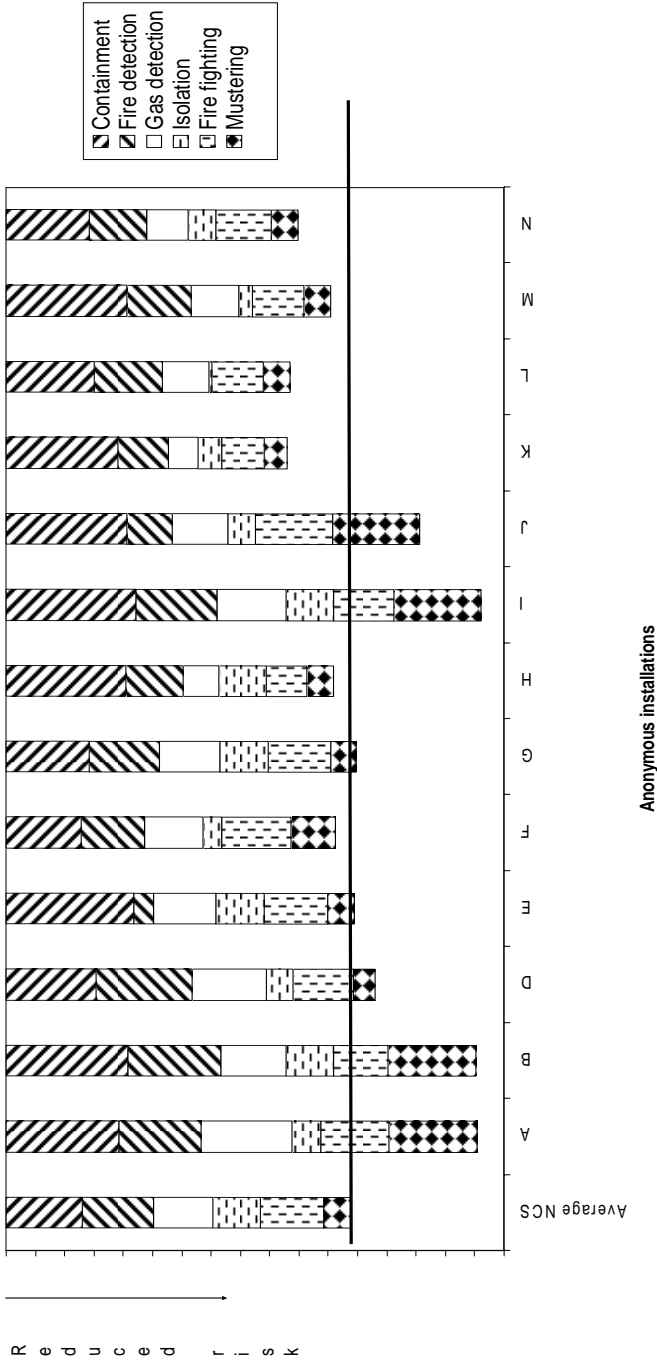 Containment
Fire detection
Gas detection
Isolation
Fire fighting
Mustering
Reduced risk
Average NCS
A
B
D
E
F
G
H
I
J
K
L
M
N
Anonymous installations